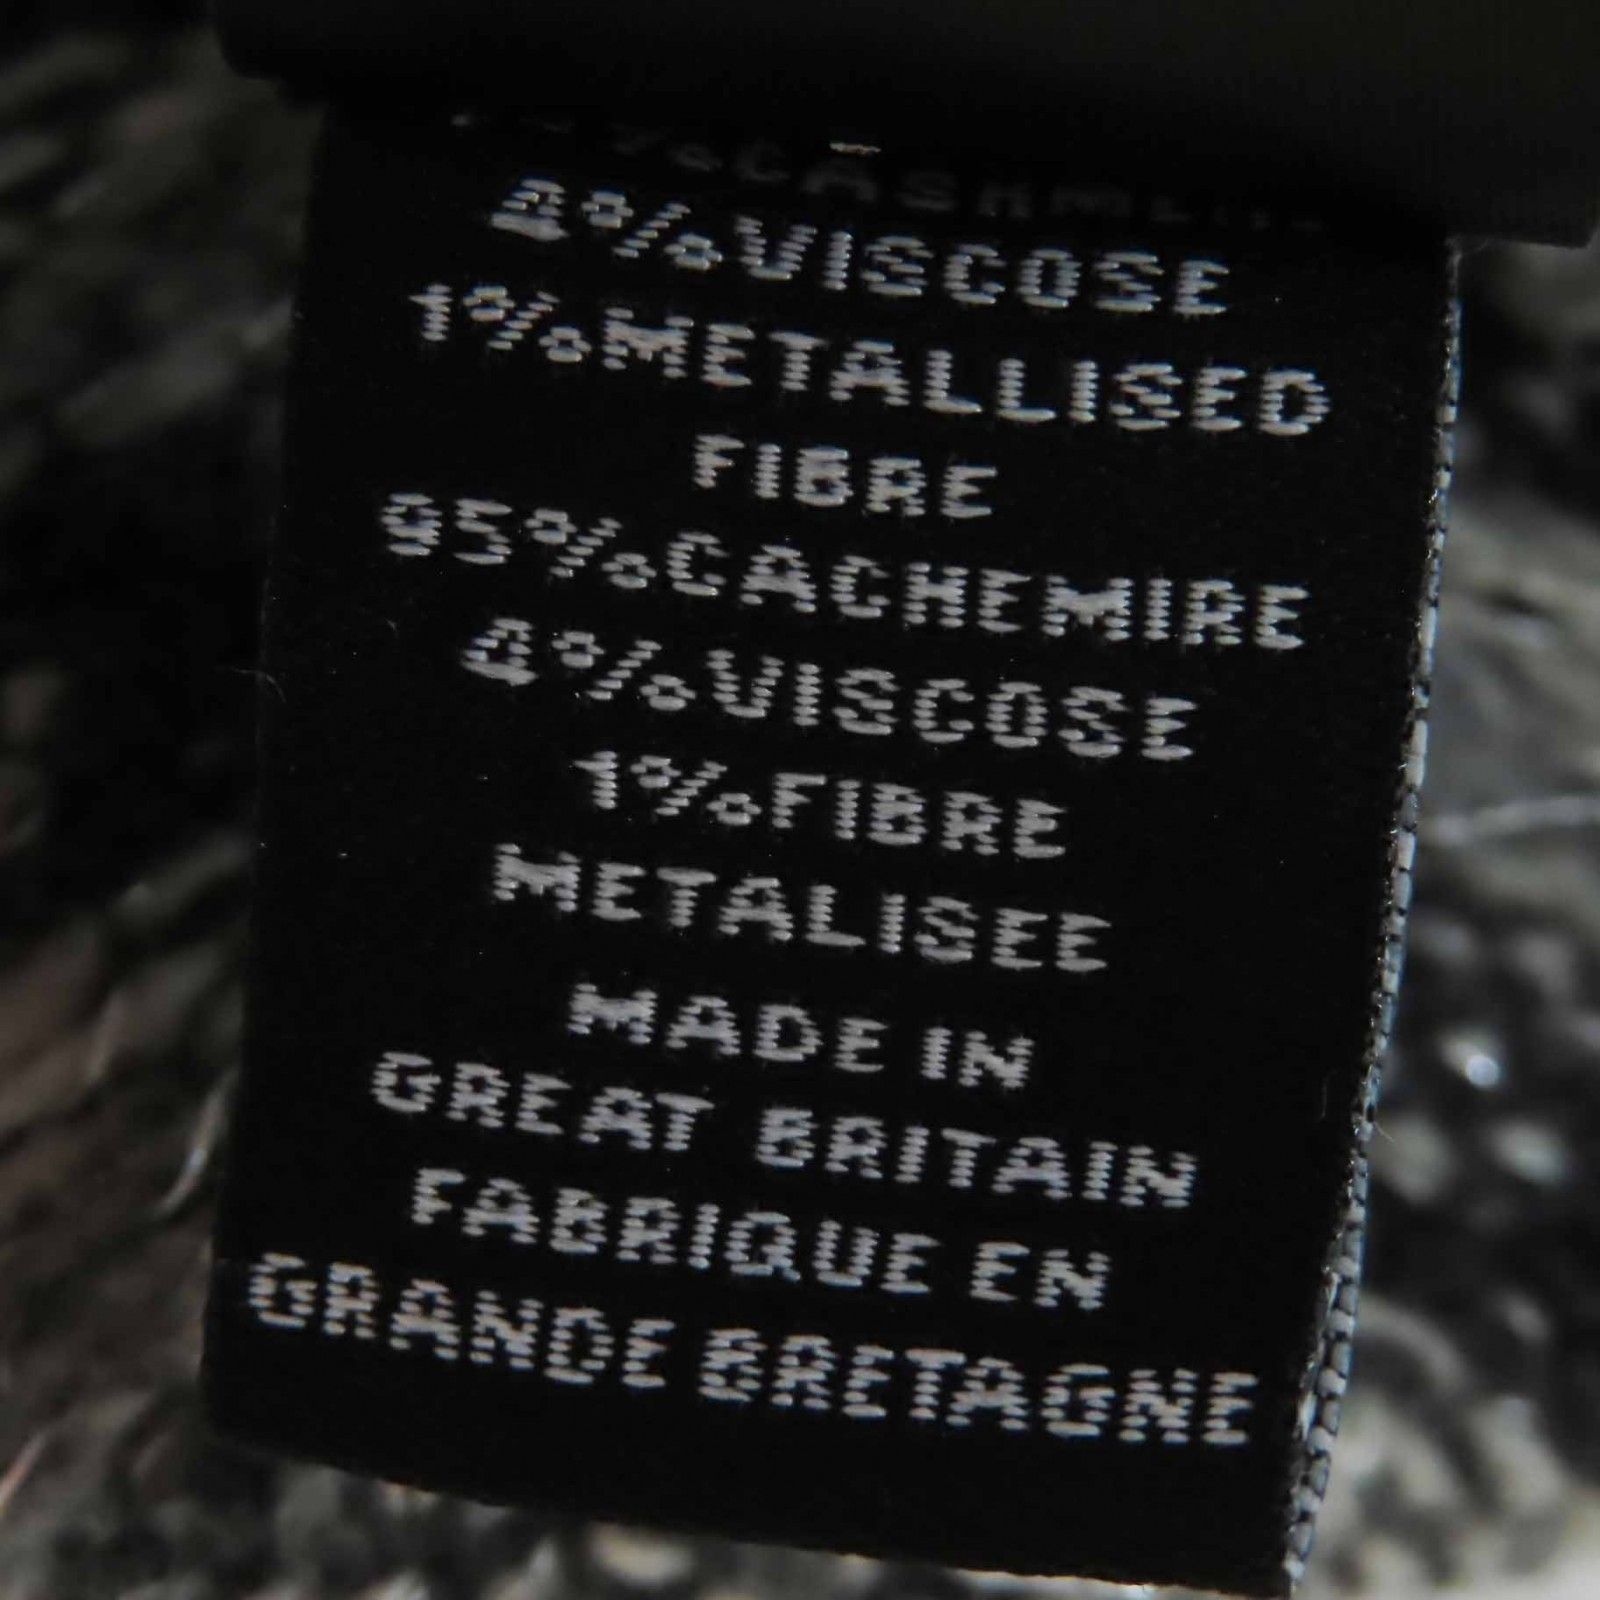 %CASHMERE
4%VISCOSE
1%METALLISED
FIBRE
95%CACHEMIRE
4%VISCOSE
1%FIBRE
METALISEE
MADE IN
GREAT BRITAIN
FABRIQUE EN
GRANDE BRETAGNE